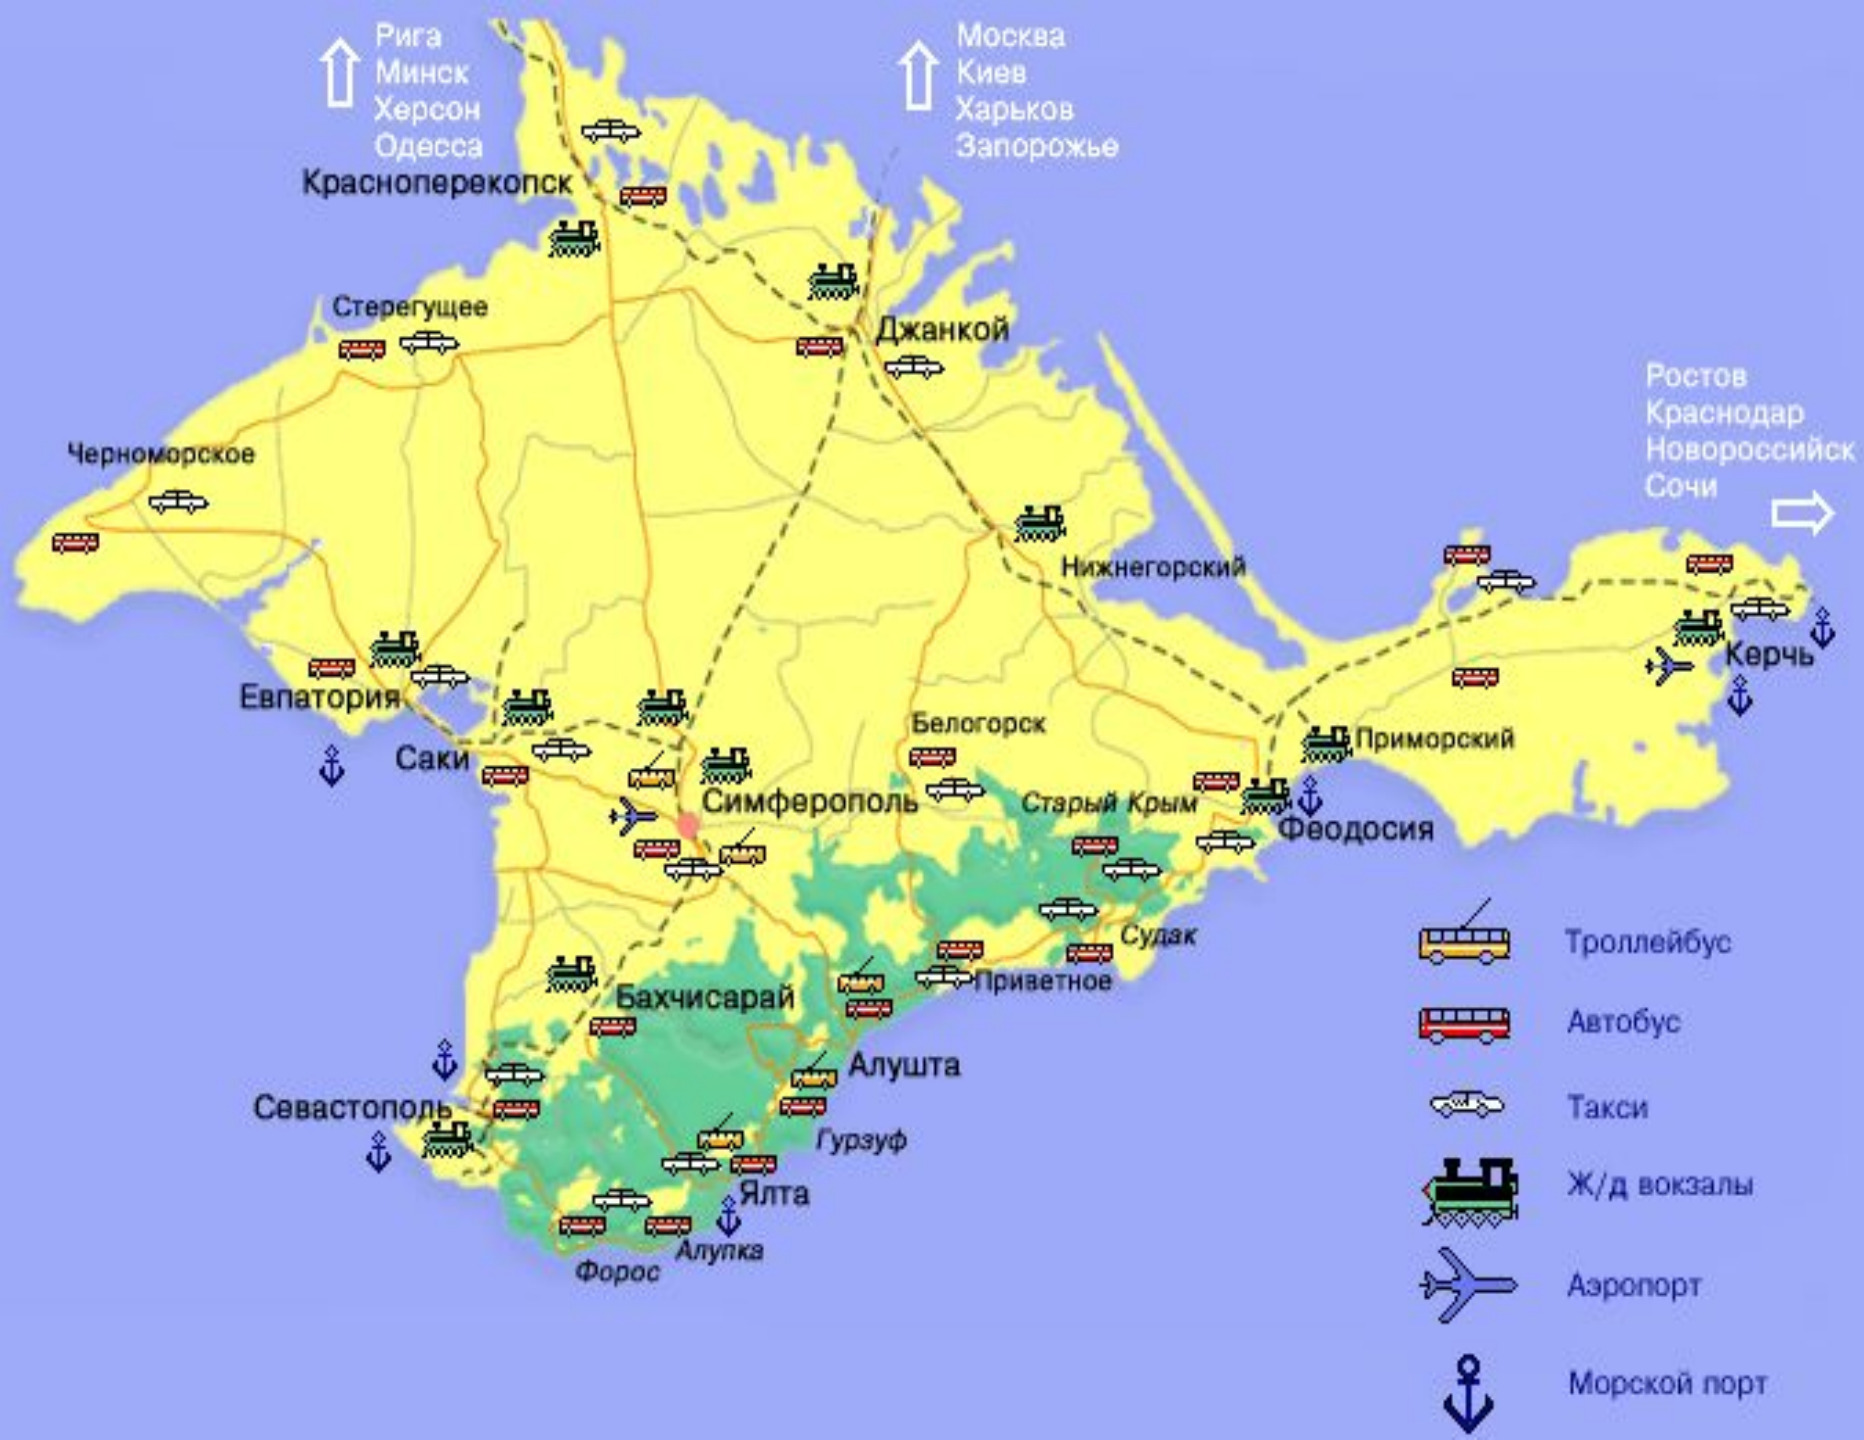 Рига
Минск
Херсон
Одесса
Москва
Киев
Харьков
Запорожье
Красноперекопск
Стерегущее
Джанкой
Ростов
Краснодар
Новороссийск
Сочи
Черноморское
Нижнегорский
Керчь
Евпатория
Саки
Белогорск
Приморский
Симферополь
Старый Крым
Феодосия
Судак
Приветное
Бахчисарай
Алушта
Севастополь
Гурзуф
Ялта
Алупка
Форос
Троллейбус
Автобус
Такси
Ж/д вокзалы
Аэропорт
Морской порт